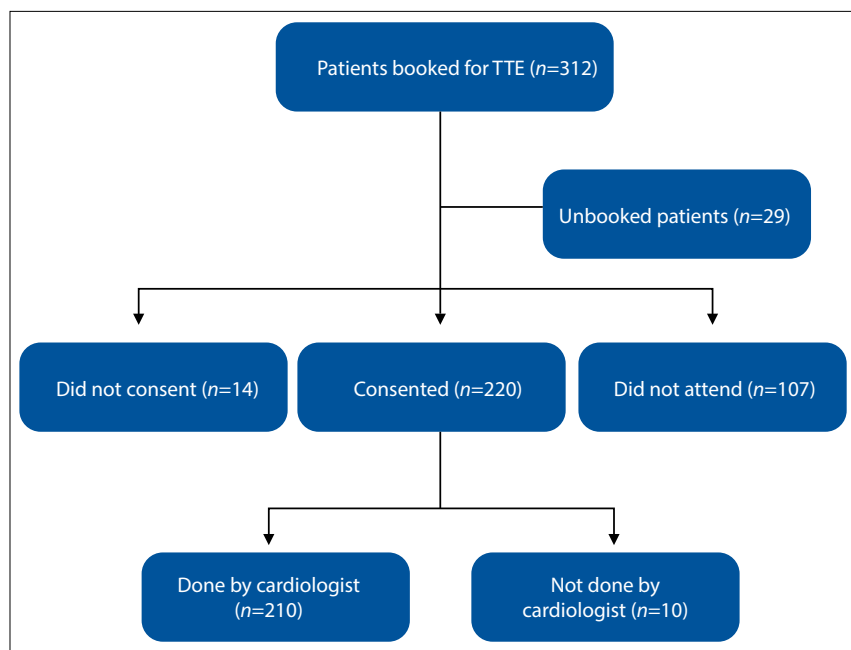 Patients booked for TTE (n=312)
Unbooked patients (n=29)
Did not consent (n=14)
Consented (n=220)
Did not attend (n=107)
Done by cardiologist
(n=210)
Not done by
cardiologist (n=10)